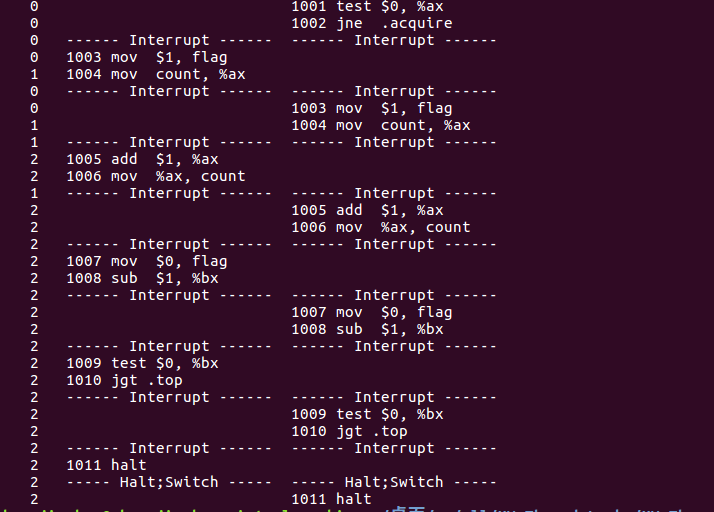 0 1001 test $0, %ax
0 1002 jne .acquire
0 ------ Interrupt ------ ------ Interrupt ------
0 1003 mov $1, flag
1 1004 mov count, %ax
0 ------ Interrupt ------ ------ Interrupt ------
0 1003 mov $1, flag
1 1004 mov count, %ax
1 ------ Interrupt ------ ------ Interrupt ------
2 1005 add $1, %ax
2 1006 mov %ax, count
1 ------ Interrupt ------ ------ Interrupt ------
2 1005 add $1, %ax
2 1006 mov %ax, count
2 ------ Interrupt ------ ------ Interrupt ------
2 1007 mov $0, flag
2 1008 sub $1, %bx
2 ------ Interrupt ------ ------ Interrupt ------
2 1007 mov $0, flag
2 1008 sub $1, %bx
2 ------ Interrupt ------ ------ Interrupt ------
2 1009 test $0, %bx
2 1010 jgt .top
2 ------ Interrupt ------ ------ Interrupt ------
2 1009 test $0, %bx
2 1010 jgt .top
2 ------ Interrupt ------ ------ Interrupt ------
2 1011 halt
2 ----- Halt;Switch ----- ----- Halt;Switch -----
2 1011 halt